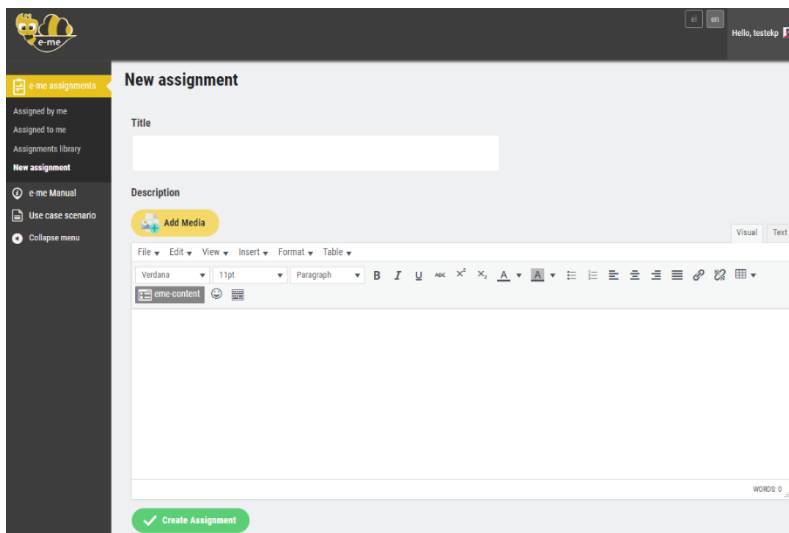 e-me
el en
Hello, testekp
e-me assignments
Assigned by me
Assigned to me
Assignments library
New assignment
e-me Manual
Use case scenario
Collapse menu
New assignment
Title
Description
Add Media
Visual Text
File Edit View Insert Format Table
Verdana 11pt Paragraph B I U ABC X² X₂ A A
eme-content
WORDS: 0
Create Assignment